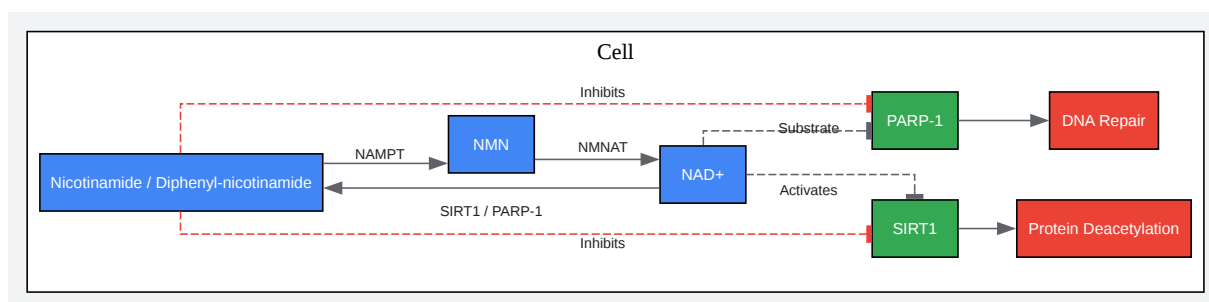 Cell
Inhibits
PARP-1
DNA Repair
Substrate
NMN
NAMPT
NMNAT
Nicotinamide / Diphenyl-nicotinamide
NAD+
Activates
SIRT1 / PARP-1
SIRT1
Protein Deacetylation
Inhibits